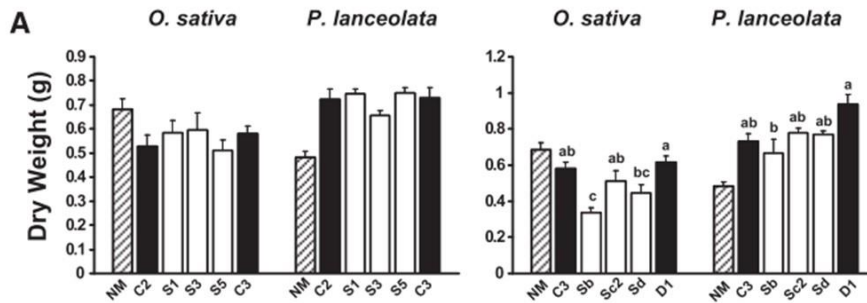 A
O. sativa P. lanceolata O. sativa P. lanceolata
Dry Weight (g)
0.9
0.8
0.7
0.6
0.5
0.4
0.3
0.2
0.1
0
1.2
1
0.8
0.6
0.4
0.2
0
ab c ab bc a ab b ab ab a
NM C2 S1 S3 S5 C3 NM C2 S1 S3 S5 C3
NM C3 Sb Sc2 Sd D1 NM C3 Sb Sc2 Sd D1